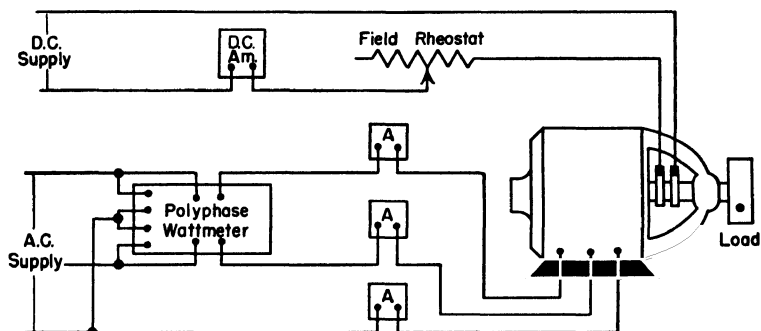 D.C.
Supply
D.C.
Am.
Field Rheostat
A
Polyphase
Wattmeter
A
A.C.
Supply
Load
A